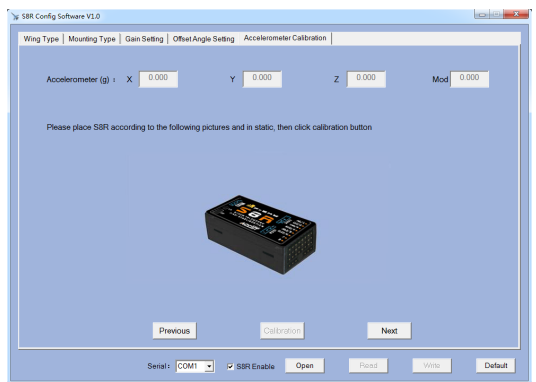 S8R Config Software V1.0
Wing Type Mounting Type Gain Setting Offset Angle Setting Accelerometer Calibration
Accelerometer (g) : X 0.000 Y 0.000 Z 0.000 Mod 0.000
Please place S8R according to the following pictures and in static, then click calibration button
S8R
ACCST
Previous Calibration Next
Serial: COM1 S8R Enable Open Read Write Default